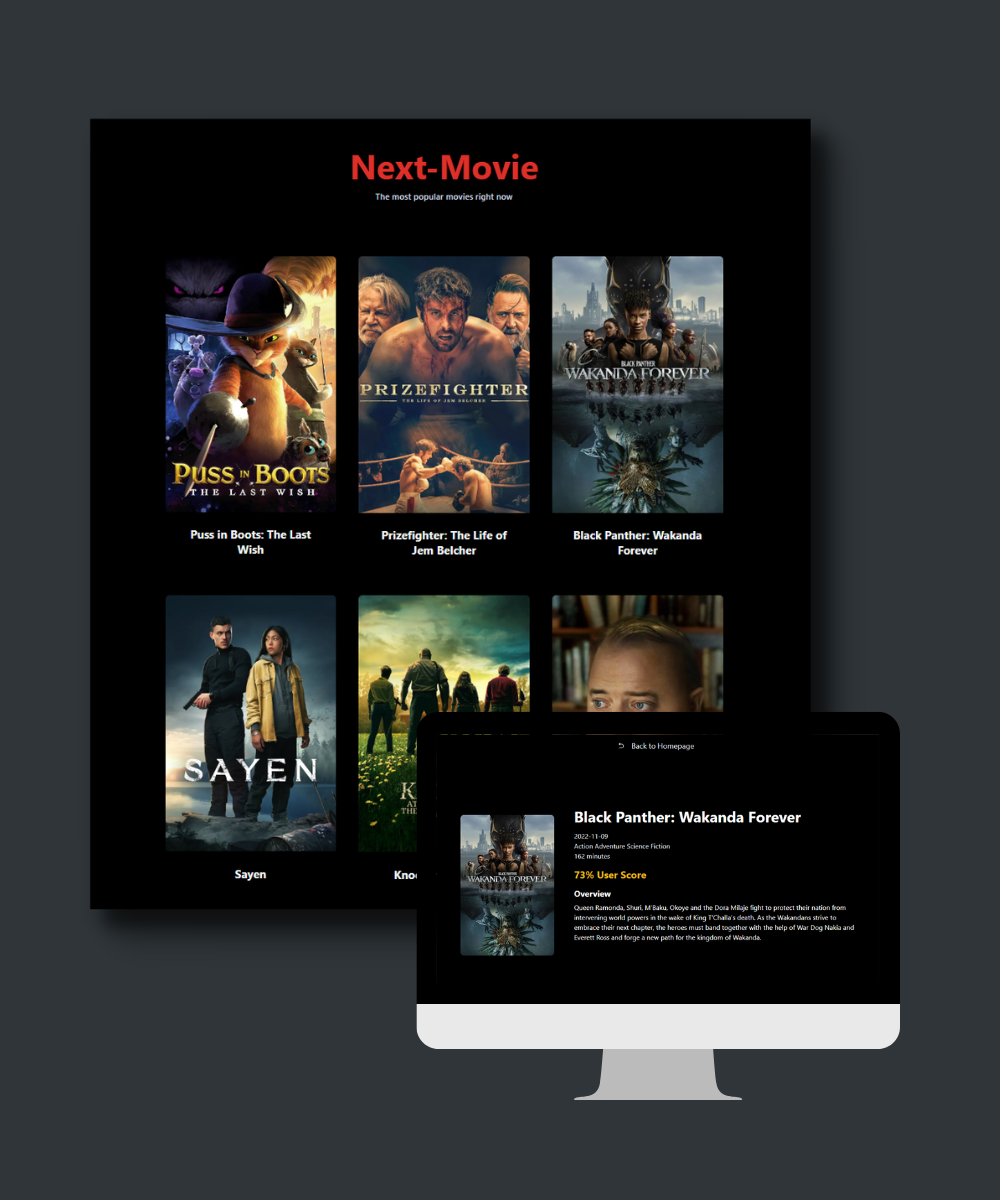 Next-Movie
The most popular movies right now
PUSS IN BOOTS
THE LAST WISH
PRIZEFIGHTER
THE LIFE OF JEM BELCHER
BLACK PANTHER
WAKANDA FOREVER
Puss in Boots: The Last
Wish
Prizefighter: The Life of
Jem Belcher
Black Panther: Wakanda
Forever
SAYEN
K
AT
THE
Sayen
Knoc
Back to Homepage
BLACK PANTHER
WAKANDA FOREVER
Black Panther: Wakanda Forever
2022-11-09
Action Adventure Science Fiction
162 minutes
73% User Score
Overview
Queen Ramonda, Shuri, M'Baku, Okoye and the Dora Milaje fight to protect their nation from
intervening world powers in the wake of King T'Challa's death. As the Wakandans strive to
embrace their next chapter, the heroes must band together with the help of War Dog Nakia and
Everett Ross and forge a new path for the kingdom of Wakanda.